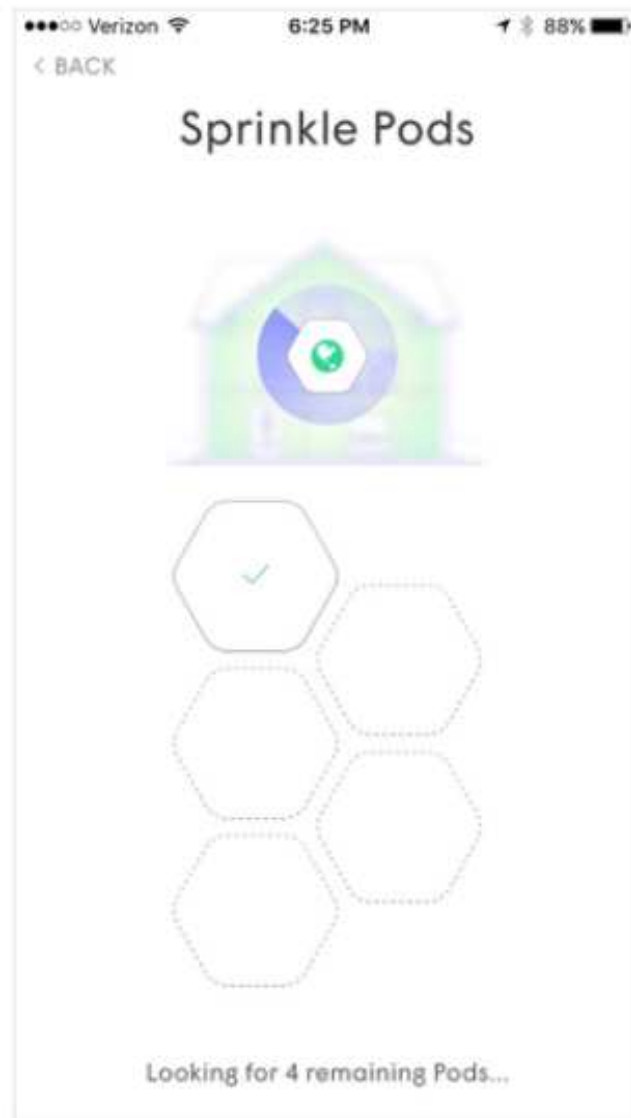 ●●●○○ Verizon 6:25 PM 88%
< BACK
Sprinkle Pods
Looking for 4 remaining Pods...